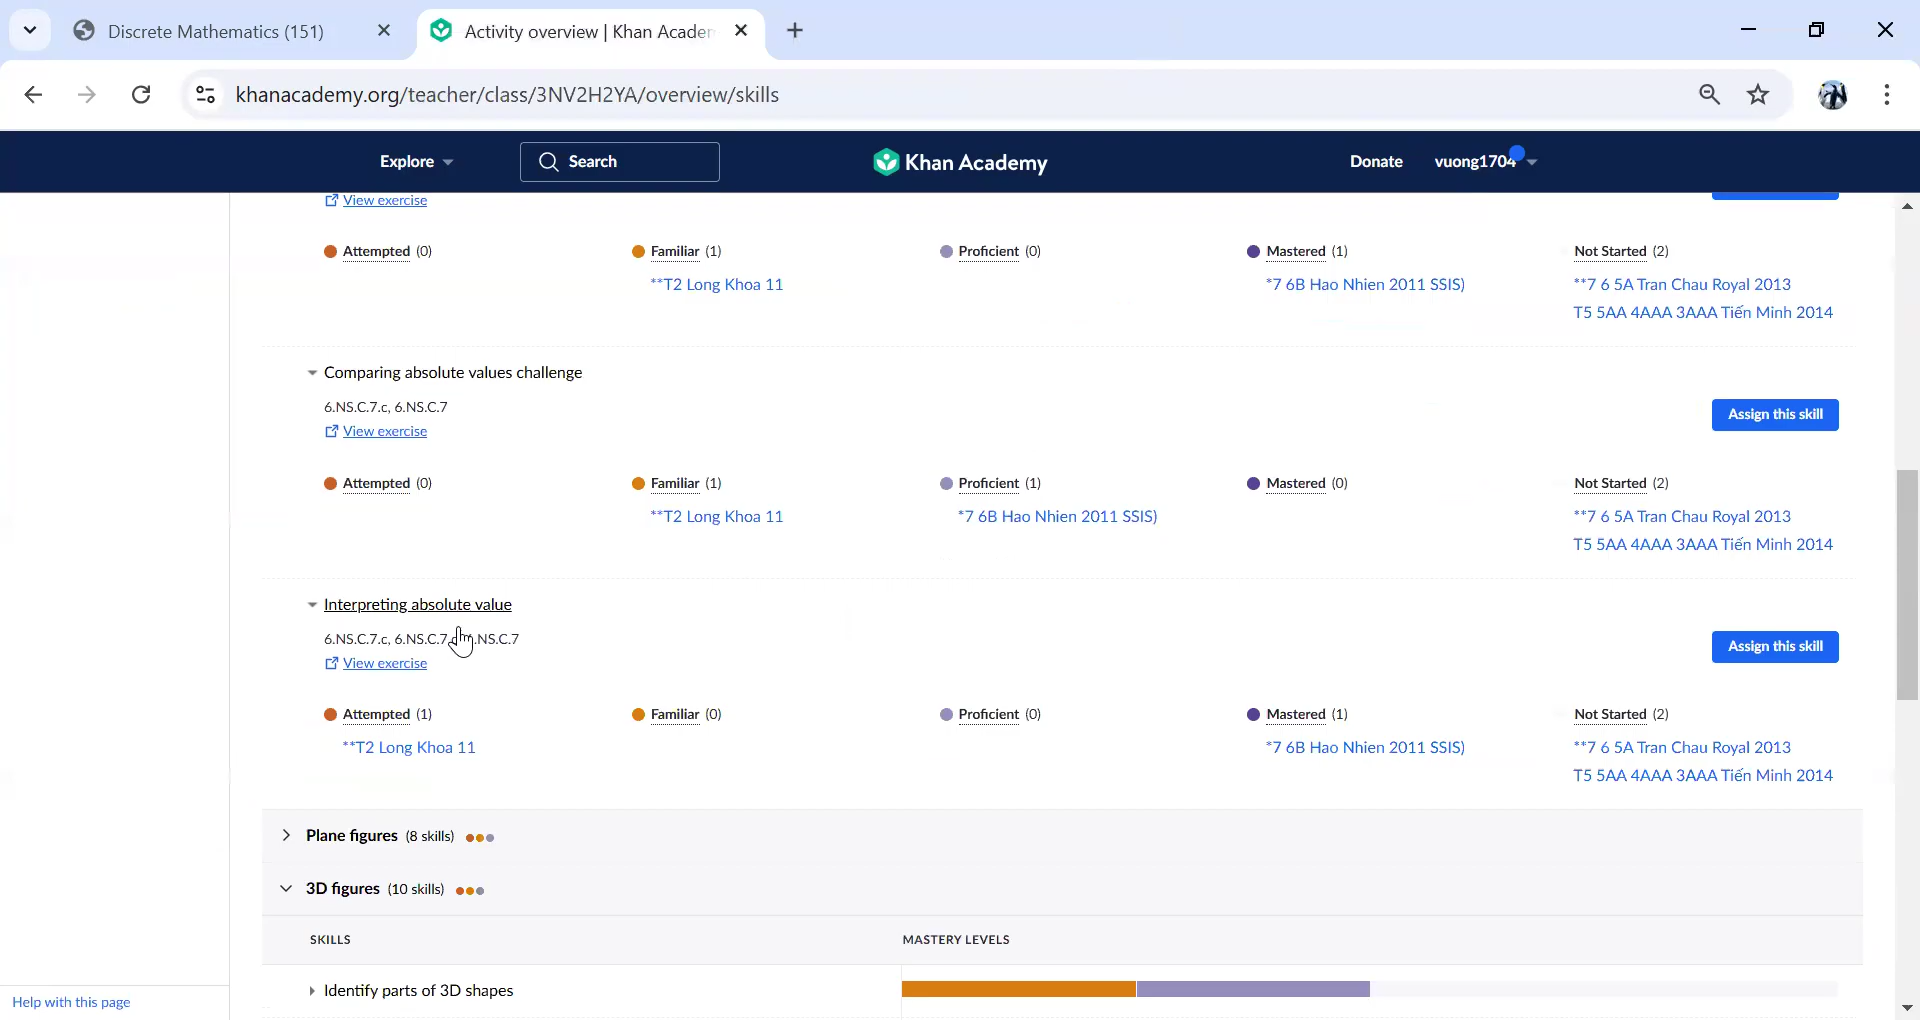 Discrete Mathematics (151)
Activity overview | Khan Acader
khanacademy.org/teacher/class/3NV2H2YA/overview/skills
Explore
Search
Khan Academy
Donate
vuong1704
View exercise
Attempted (0)
Familiar (1)
Proficient (0)
Mastered (1)
Not Started (2)
**T2 Long Khoa 11
*7 6B Hao Nhien 2011 SSIS)
**7 6 5A Tran Chau Royal 2013
T5 5AA 4AAA 3AAA Tiến Minh 2014
Comparing absolute values challenge
6.NS.C.7.c, 6.NS.C.7
View exercise
Assign this skill
Attempted (0)
Familiar (1)
Proficient (1)
Mastered (0)
Not Started (2)
**T2 Long Khoa 11
*7 6B Hao Nhien 2011 SSIS)
**7 6 5A Tran Chau Royal 2013
T5 5AA 4AAA 3AAA Tiến Minh 2014
Interpreting absolute value
6.NS.C.7.c, 6.NS.C.7 .NS.C.7
View exercise
Assign this skill
Attempted (1)
Familiar (0)
Proficient (0)
Mastered (1)
Not Started (2)
**T2 Long Khoa 11
*7 6B Hao Nhien 2011 SSIS)
**7 6 5A Tran Chau Royal 2013
T5 5AA 4AAA 3AAA Tiến Minh 2014
Plane figures (8 skills)
3D figures (10 skills)
SKILLS
MASTERY LEVELS
Identify parts of 3D shapes
Help with this page